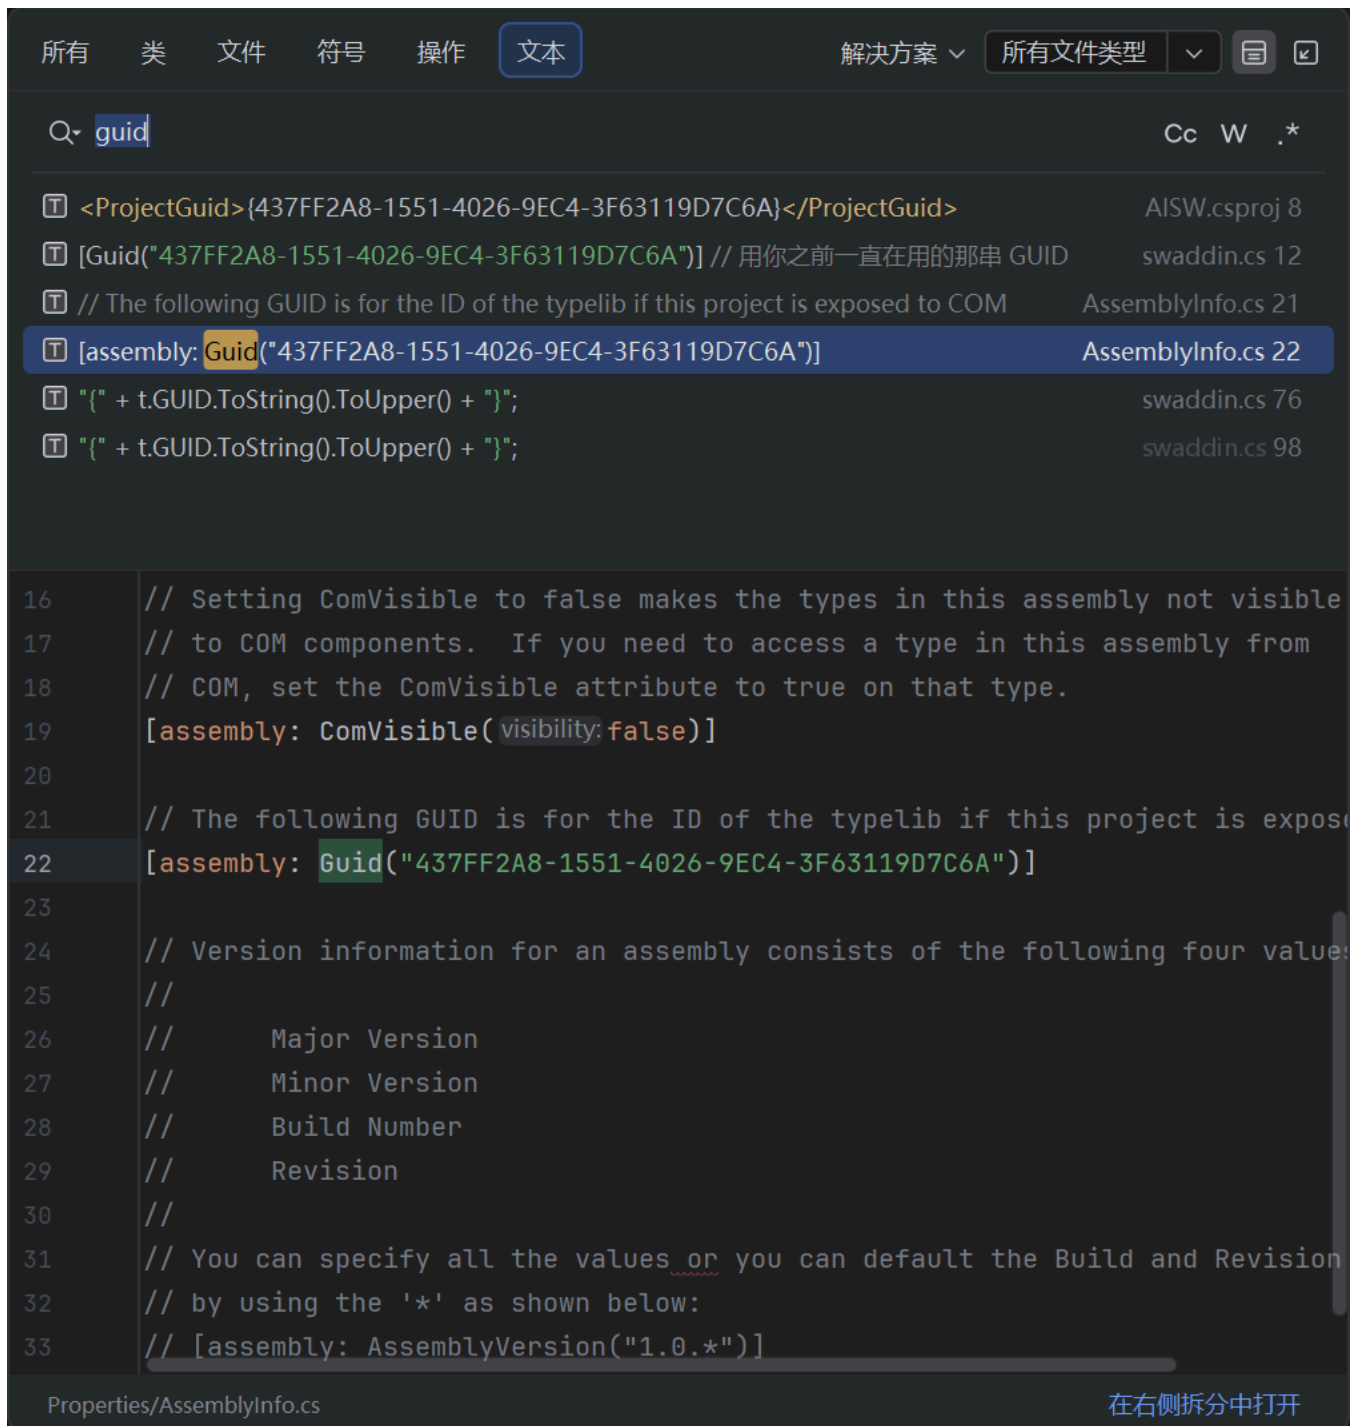 所有 类 文件 符号 操作 文本 解决方案 所有文件类型
guid Cc W .*
<ProjectGuid>{437FF2A8-1551-4026-9EC4-3F63119D7C6A}</ProjectGuid> AISW.csproj 8
[Guid("437FF2A8-1551-4026-9EC4-3F63119D7C6A")] // 用你之前一直在用的那串 GUID swaddin.cs 12
// The following GUID is for the ID of the typelib if this project is exposed to COM AssemblyInfo.cs 21
[assembly: Guid("437FF2A8-1551-4026-9EC4-3F63119D7C6A")] AssemblyInfo.cs 22
"{" + t.GUID.ToString().ToUpper() + "}"; swaddin.cs 76
"{" + t.GUID.ToString().ToUpper() + "}"; swaddin.cs 98
16 // Setting ComVisible to false makes the types in this assembly not visible
17 // to COM components.  If you need to access a type in this assembly from
18 // COM, set the ComVisible attribute to true on that type.
19 [assembly: ComVisible(visibility:false)]
20
21 // The following GUID is for the ID of the typelib if this project is expose
22 [assembly: Guid("437FF2A8-1551-4026-9EC4-3F63119D7C6A")]
23
24 // Version information for an assembly consists of the following four values
25 //
26 //      Major Version
27 //      Minor Version
28 //      Build Number
29 //      Revision
30 //
31 // You can specify all the values or you can default the Build and Revision
32 // by using the '*' as shown below:
33 // [assembly: AssemblyVersion("1.0.*")]
Properties/AssemblyInfo.cs 在右侧拆分中打开